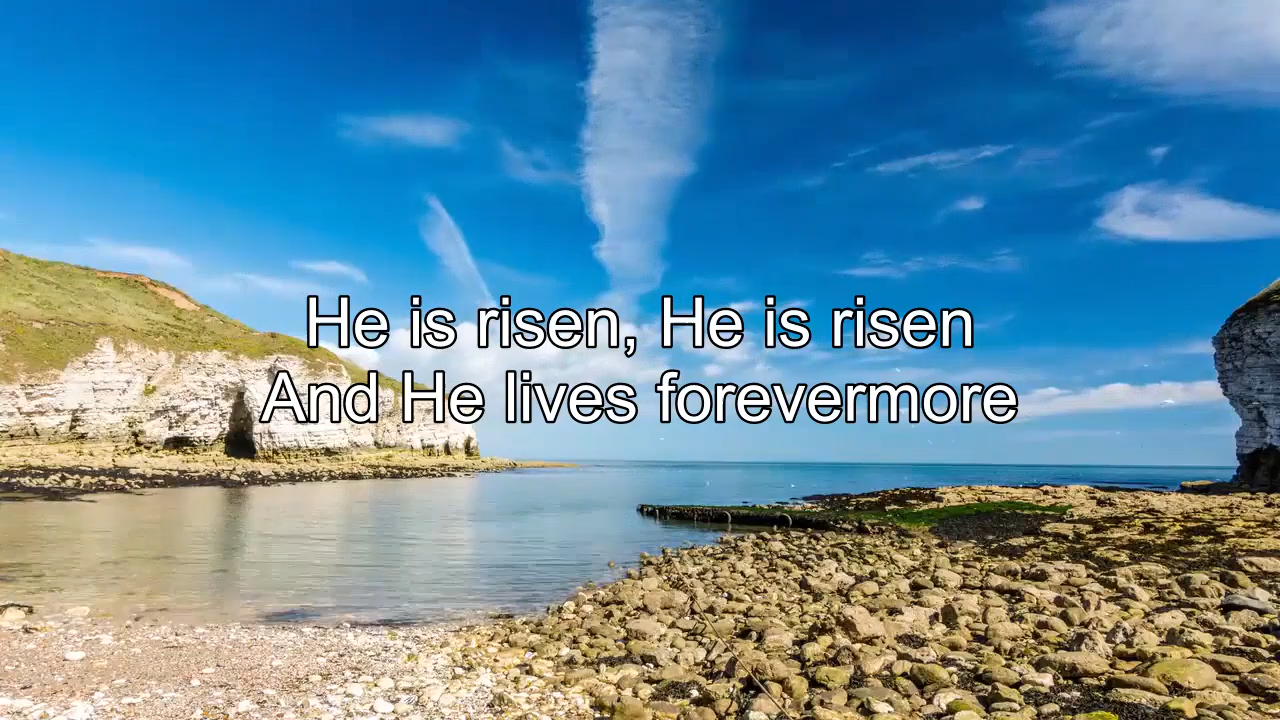 He is risen, He is risen
And He lives forevermore